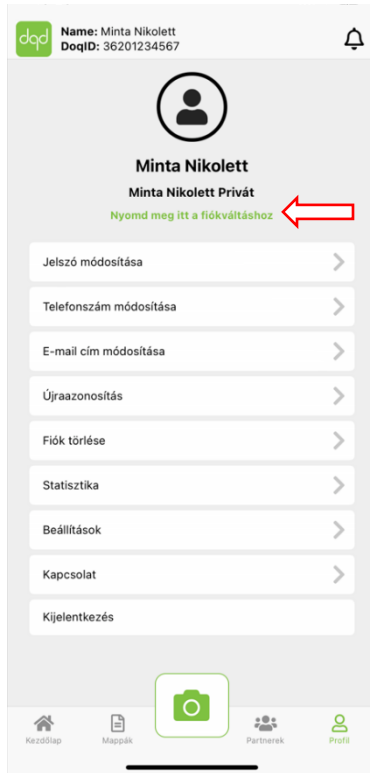 dqd
Name: Minta Nikolett
DoqID: 36201234567
Minta Nikolett
Minta Nikolett Privát
Nyomd meg itt a fiókváltáshoz
Jelszó módosítása
Telefonszám módosítása
E-mail cím módosítása
Újraazonosítás
Fiók törlése
Statisztika
Beállítások
Kapcsolat
Kijelentkezés
Kezdőlap
Mappák
Partnerek
Profil